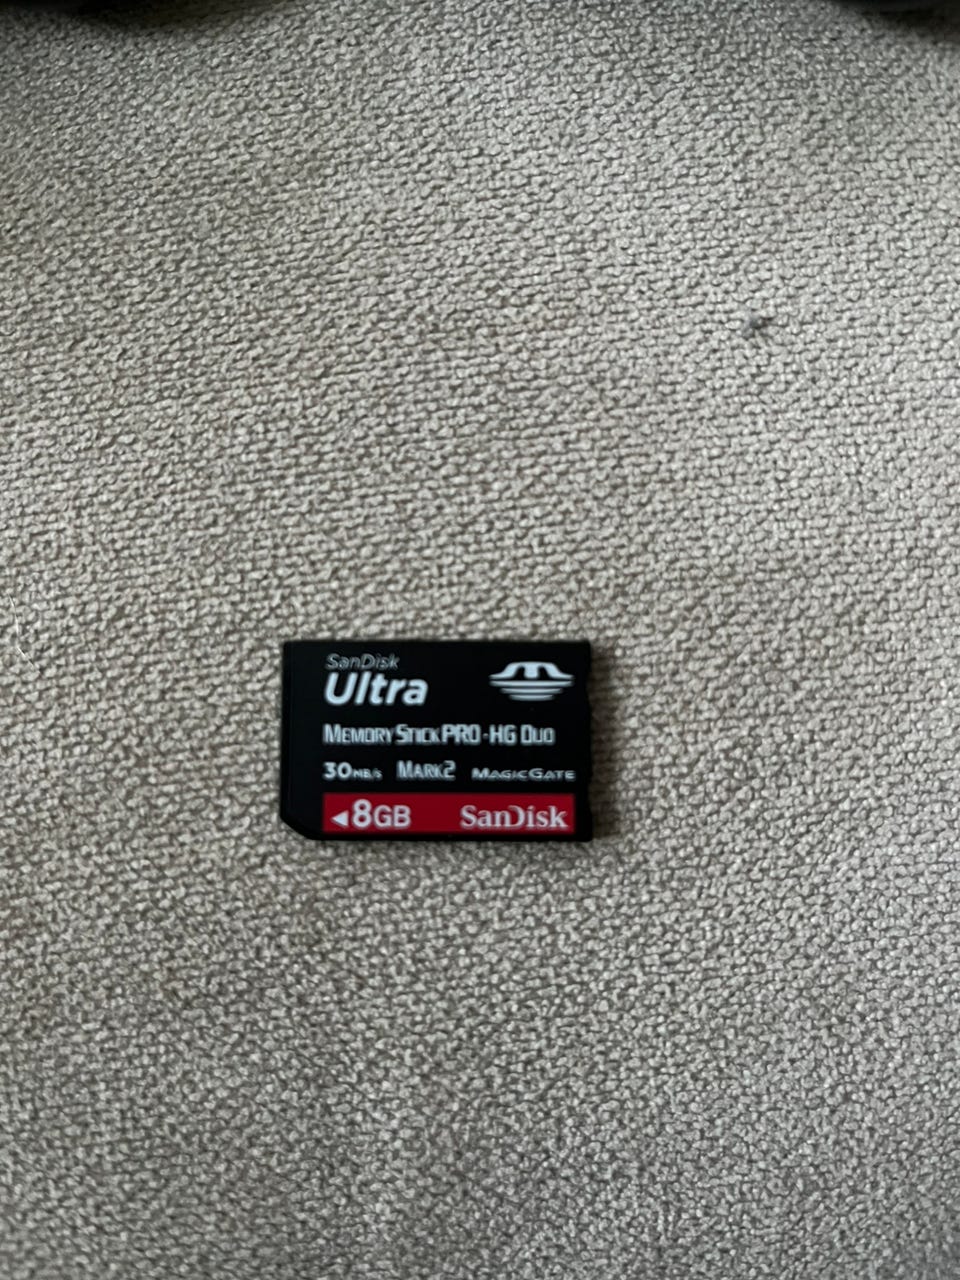 SanDisk
Ultra
MEMORY STICK PRO-HG DUO
30MB/s MARK2 MAGICGATE
◄8GB SanDisk